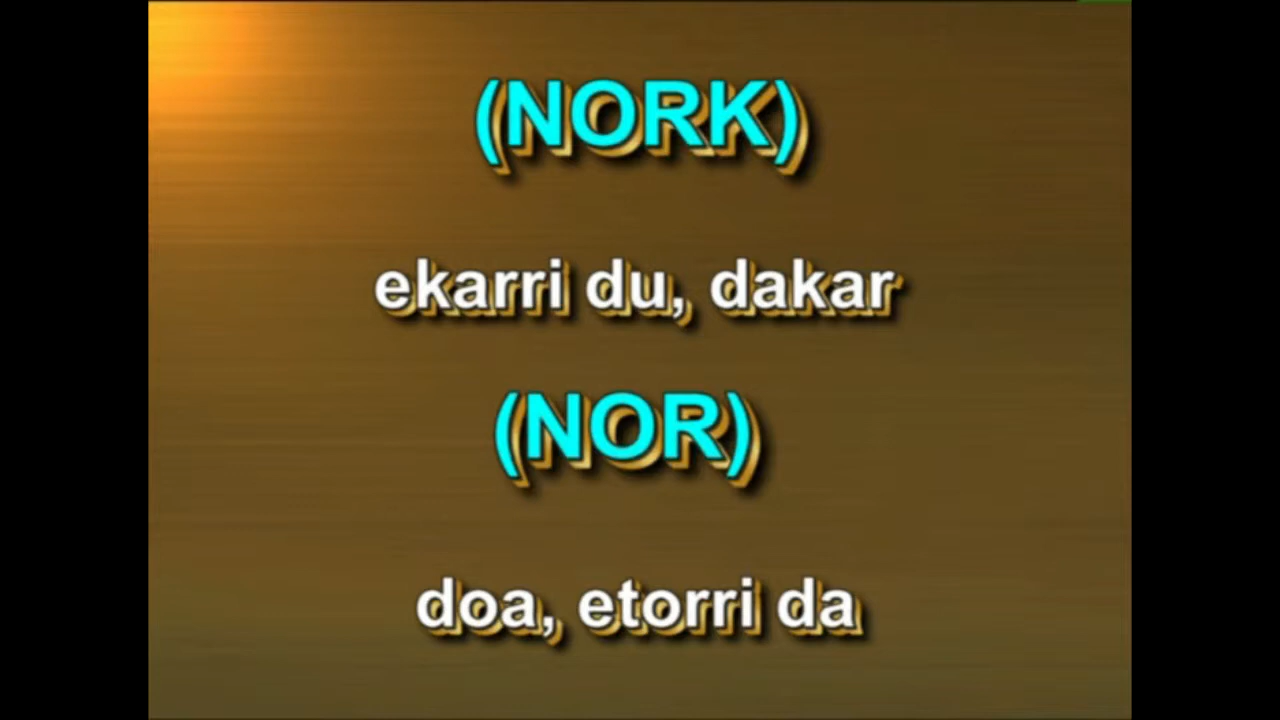 (NORK)
ekarri du, dakar
(NOR)
doa, etorri da